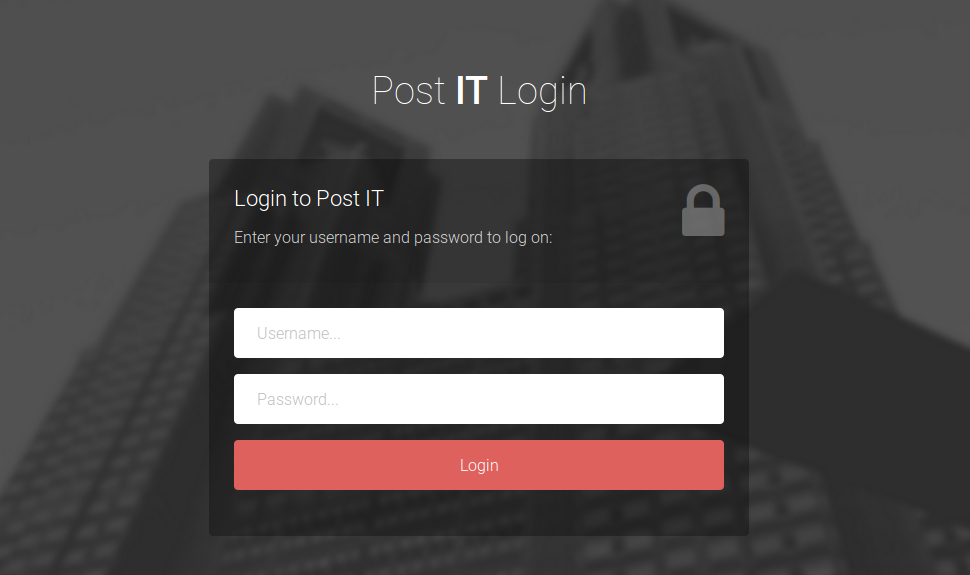 Post IT Login
Login to Post IT
Enter your username and password to log on:
Username...
Password...
Login